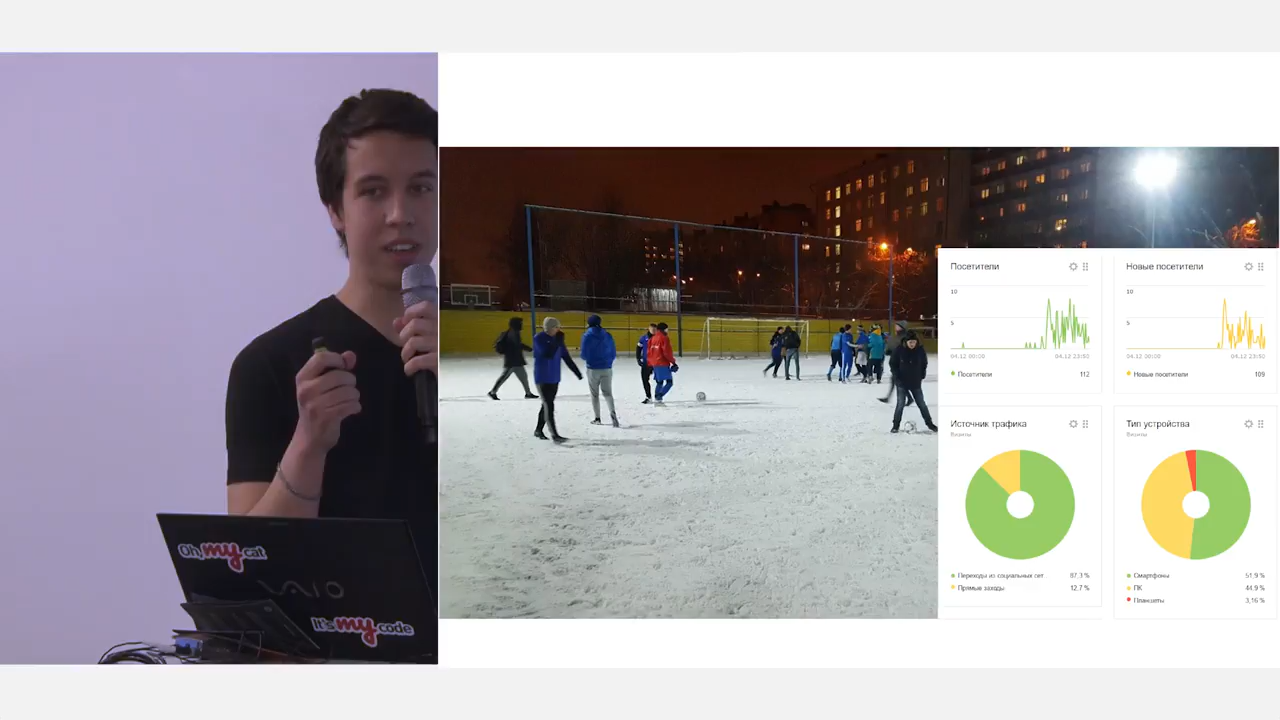 Oh, my cat
VAIO
It's my code
Посетители
10
5
04.12 00:00
04.12 23:50
Посетители
112
Новые посетители
10
5
04.12 00:00
04.12 23:50
Новые посетители
109
Источник трафика
Визиты
Переходы из социальных сет...
87,3 %
Прямые заходы
12,7 %
Тип устройства
Визиты
Смартфоны
51,9 %
ПК
44,9 %
Планшеты
3,16 %